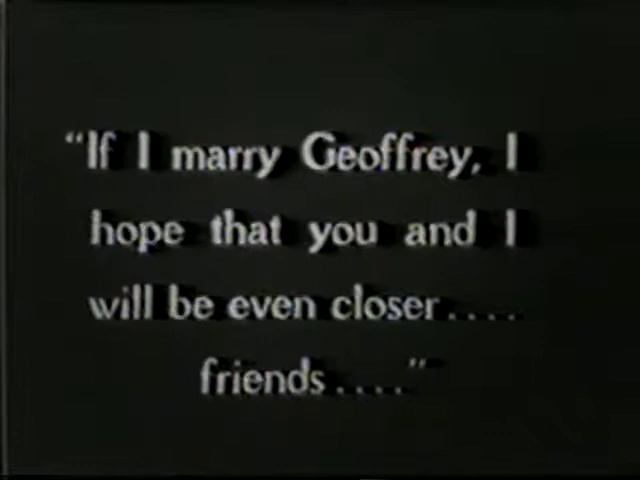 “If I marry Geoffrey, I
hope that you and I
will be even closer....
friends....”